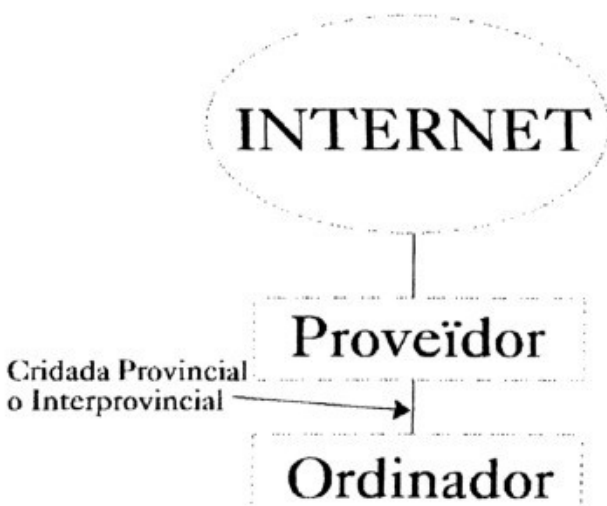 INTERNET
Proveïdor
Cridada Provincial
o Interprovincial
Ordinador